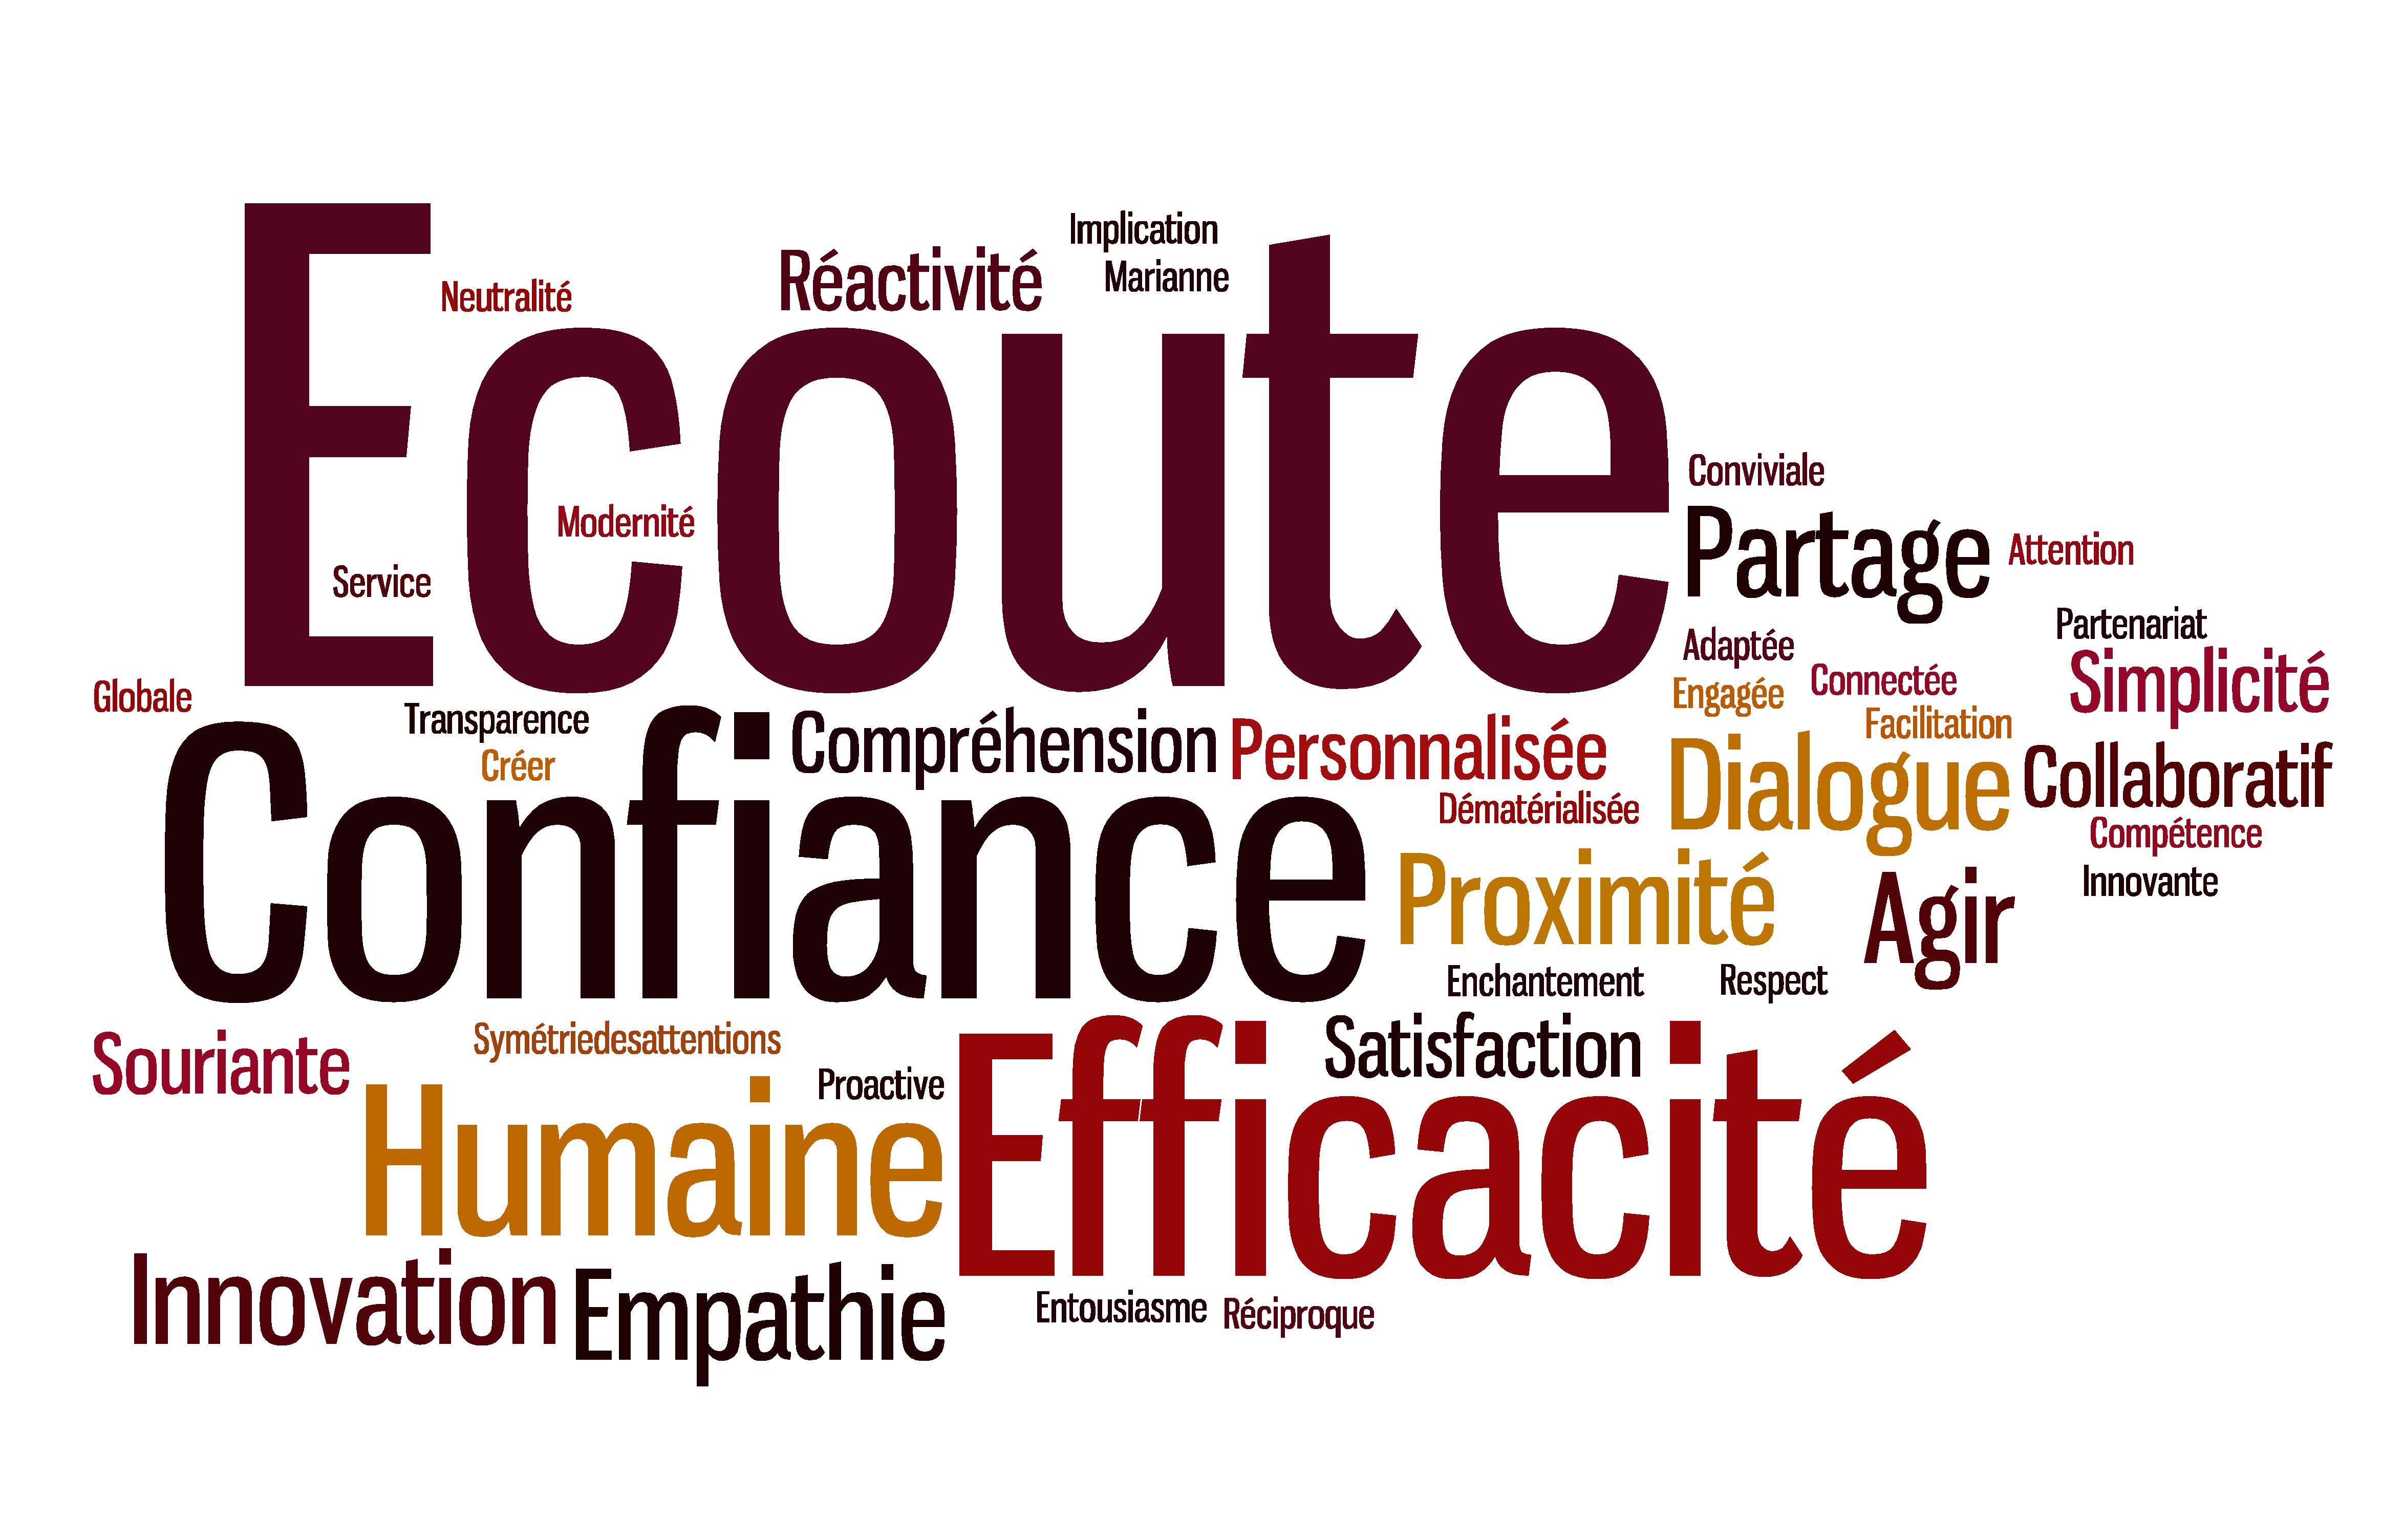 Implication
Réactivité
Marianne
Neutralité
Ecoute
Conviviale
Modernité
Partage
Attention
Service
Partenariat
Adaptée
Simplicité
Connectée
Engagée
Globale
Transparence
Facilitation
Compréhension
Personnalisée
Créer
Dialogue
Collaboratif
Dématérialisée
Compétence
Confiance
Proximité
Innovante
Agir
Enchantement
Respect
Symétriedesattentions
Satisfaction
Souriante
Proactive
Humaine
Efficacité
Innovation
Empathie
Entousiasme
Réciproque